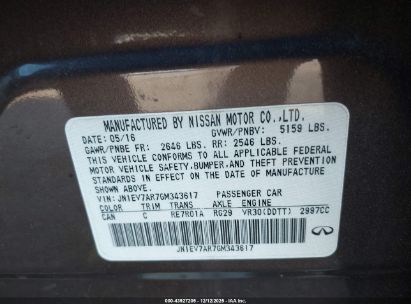 MANUFACTURED BY NISSAN MOTOR CO.,LTD.
DATE: 05/16 GVWR/PNBV: 5159 LBS.
GAWR/PNBE FR: 2646 LBS. RR: 2546 LBS.
THIS VEHICLE CONFORMS TO ALL APPLICABLE FEDERAL
MOTOR VEHICLE SAFETY,BUMPER,AND THEFT PREVENTION
STANDARDS IN EFFECT ON THE DATE OF MANUFACTURE
SHOWN ABOVE.
VIN: JN1EV7AR7GM343617 PASSENGER CAR
COLOR TRIM TRANS AXLE ENGINE
CAN C RE7R01A RG29 VR30(DDTT) 2997CC
JN1EV7AR7GM343617
INFINITI